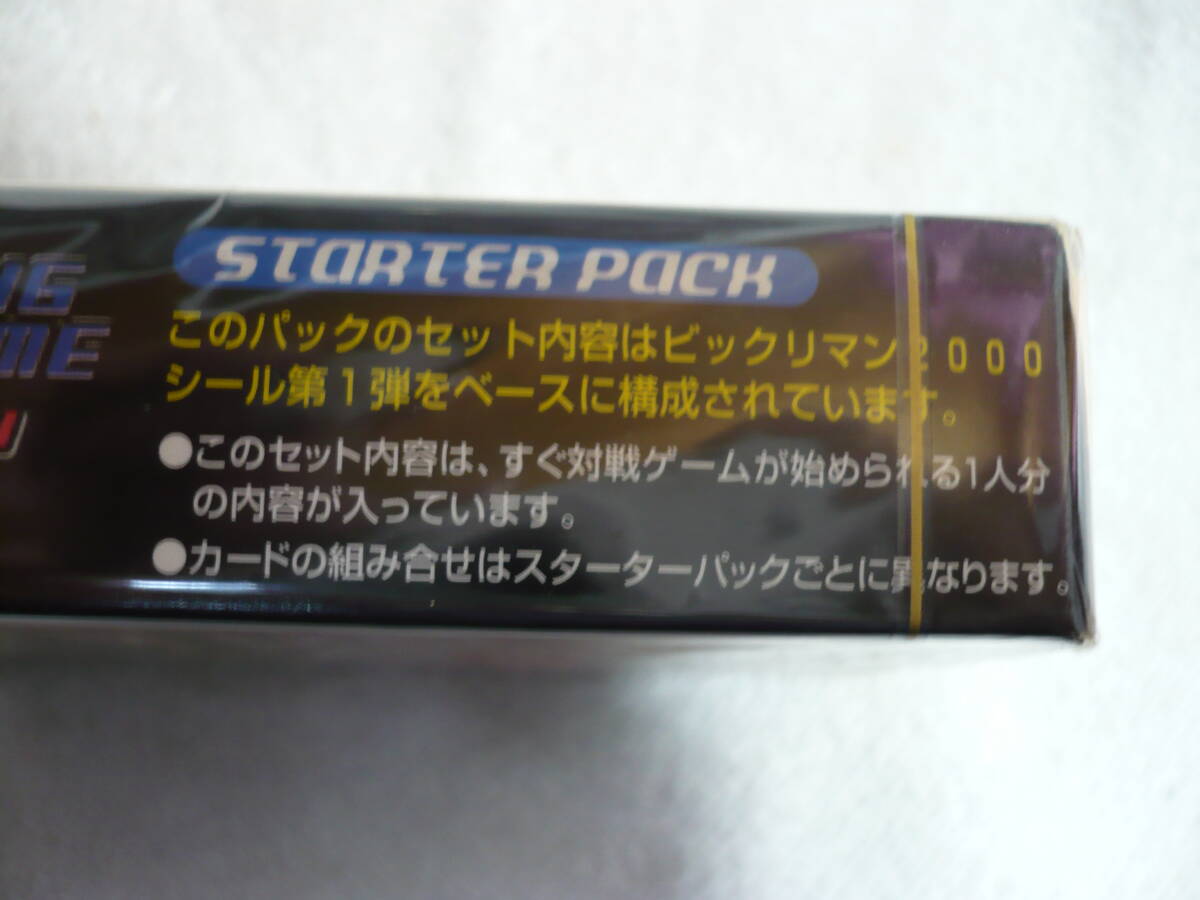 STARTER PACK
このパックのセット内容はビックリマン2000
シール第1弾をベースに構成されています。
●このセット内容は、すぐ対戦ゲームが始められる1人分
の内容が入っています。
●カードの組み合せはスターターパックごとに異なります。